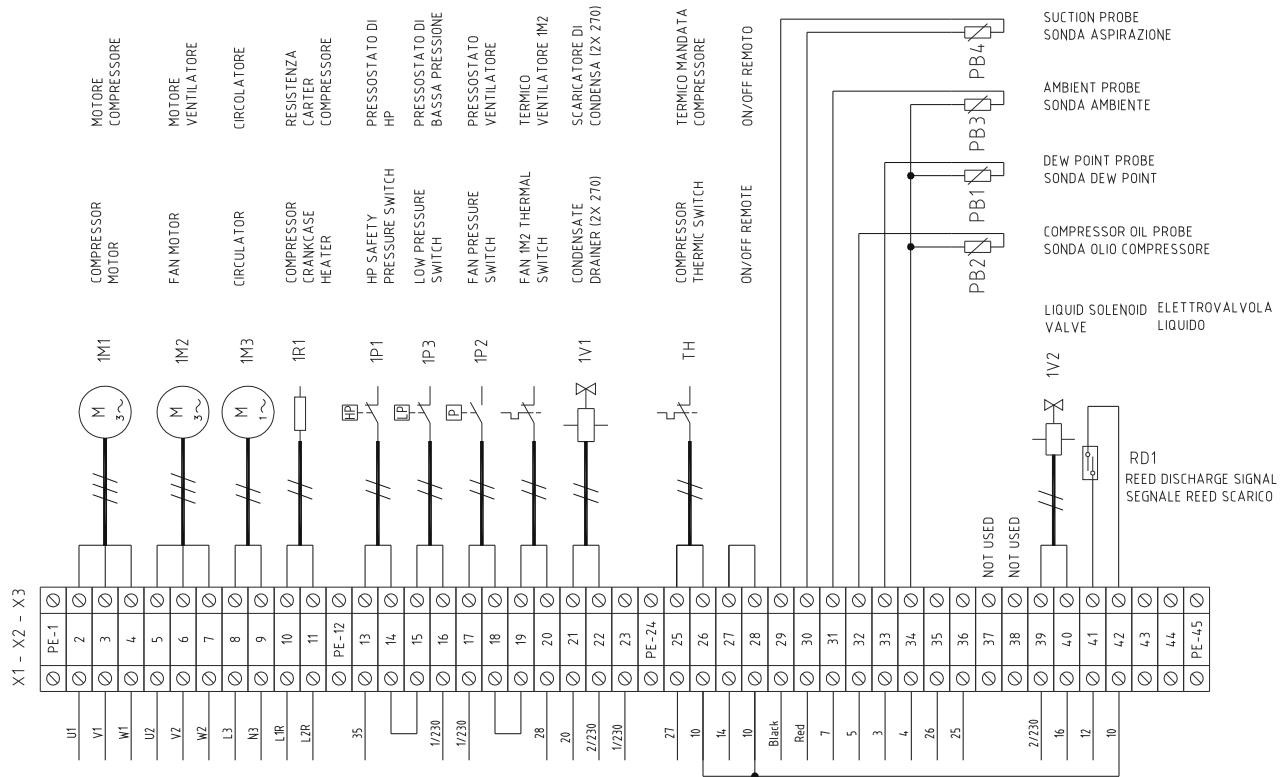 MOTORE
COMPRESSORE
MOTORE
VENTILATORE
CIRCOLATORE
RESISTENZA
CARTER
COMPRESSORE
PRESSOSTATO DI
HP
PRESSOSTATO DI
BASSA PRESSIONE
PRESSOSTATO
VENTILATORE
TERMICO
VENTILATORE 1M2
SCARICATORE DI
CONDENSA (2X 270)
TERMICO MANDATA
COMPRESSORE
ON/OFF REMOTO
COMPRESSOR
MOTOR
FAN MOTOR
CIRCULATOR
COMPRESSOR
CRANKCASE
HEATER
HP SAFETY
PRESSURE SWITCH
LOW PRESSURE
SWITCH
FAN PRESSURE
SWITCH
FAN 1M2 THERMAL
SWITCH
CONDENSATE
DRAINER (2X 270)
COMPRESSOR
THERMIC SWITCH
ON/OFF REMOTE
SUCTION PROBE
SONDA ASPIRAZIONE
PB4
AMBIENT PROBE
SONDA AMBIENTE
PB3
DEW POINT PROBE
SONDA DEW POINT
PB1
COMPRESSOR OIL PROBE
SONDA OLIO COMPRESSORE
PB2
LIQUID SOLENOID
VALVE
ELETTROVALVOLA
LIQUIDO
1M1
1M2
1M3
1R1
1P1
1P3
1P2
1V1
TH
1V2
M
3~
M
3~
M
1~
HP
LP
P
RD1
REED DISCHARGE SIGNAL
SEGNALE REED SCARICO
NOT USED
NOT USED
X1 - X2 - X3
PE-1
2
3
4
5
6
7
8
9
10
11
PE-12
13
14
15
16
17
18
19
20
21
22
23
PE-24
25
26
27
28
29
30
31
32
33
34
35
36
37
38
39
40
41
42
43
44
PE-45
U1
V1
W1
U2
V2
W2
L3
N3
L1R
L2R
35
1/230
1/230
28
20
2/230
1/230
27
10
14
10
Black
Red
7
5
3
4
26
25
2/230
16
12
10